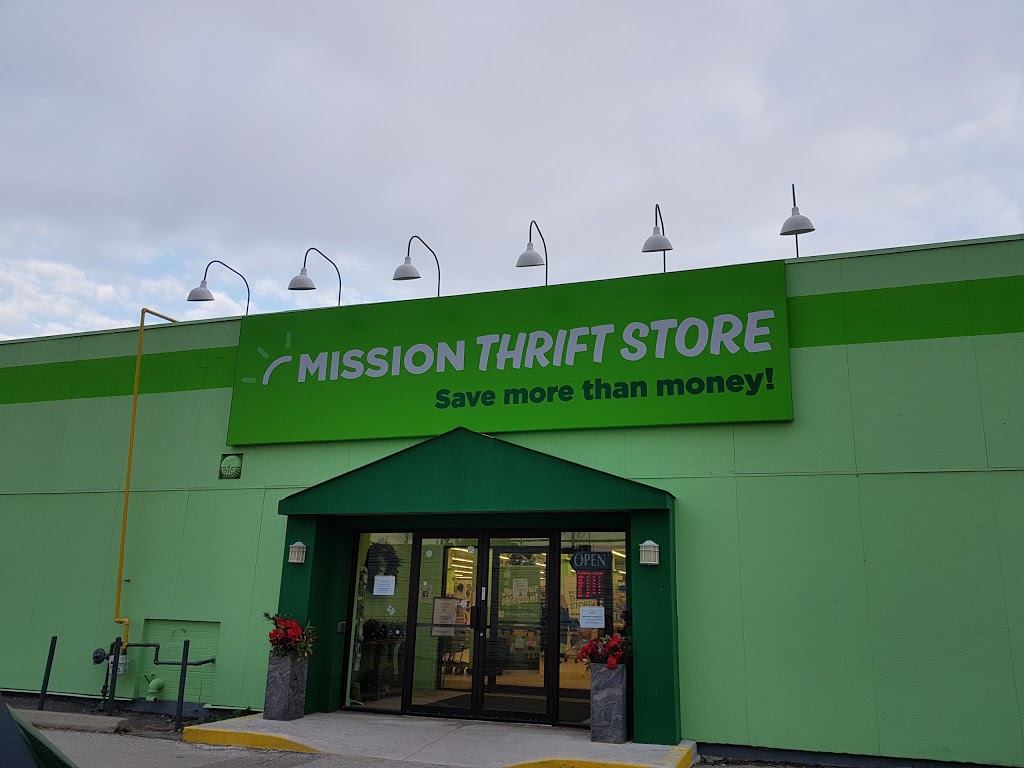 MISSION THRIFT STORE
Save more than money!
OPEN